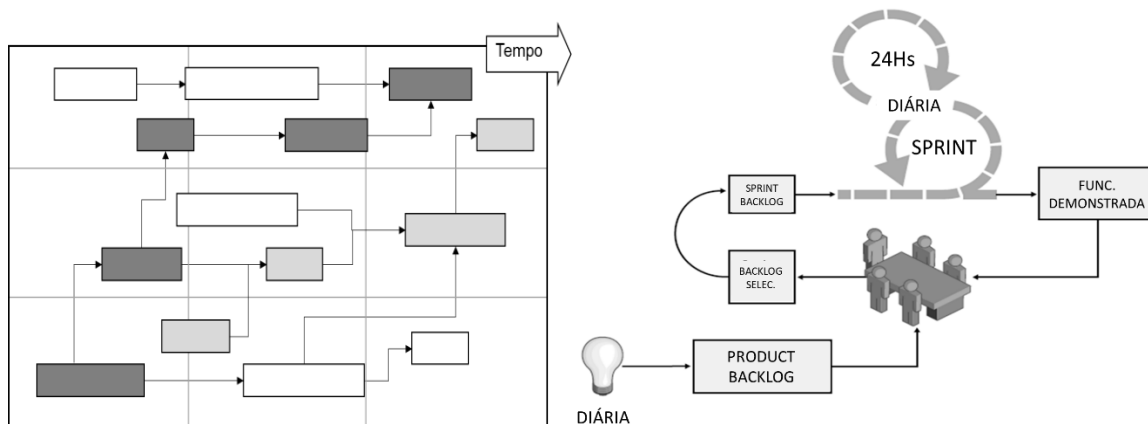 Tempo
24Hs
DIÁRIA
SPRINT
SPRINT
BACKLOG
FUNC.
DEMONSTRADA
BACKLOG
SELEC.
PRODUCT
BACKLOG
DIÁRIA